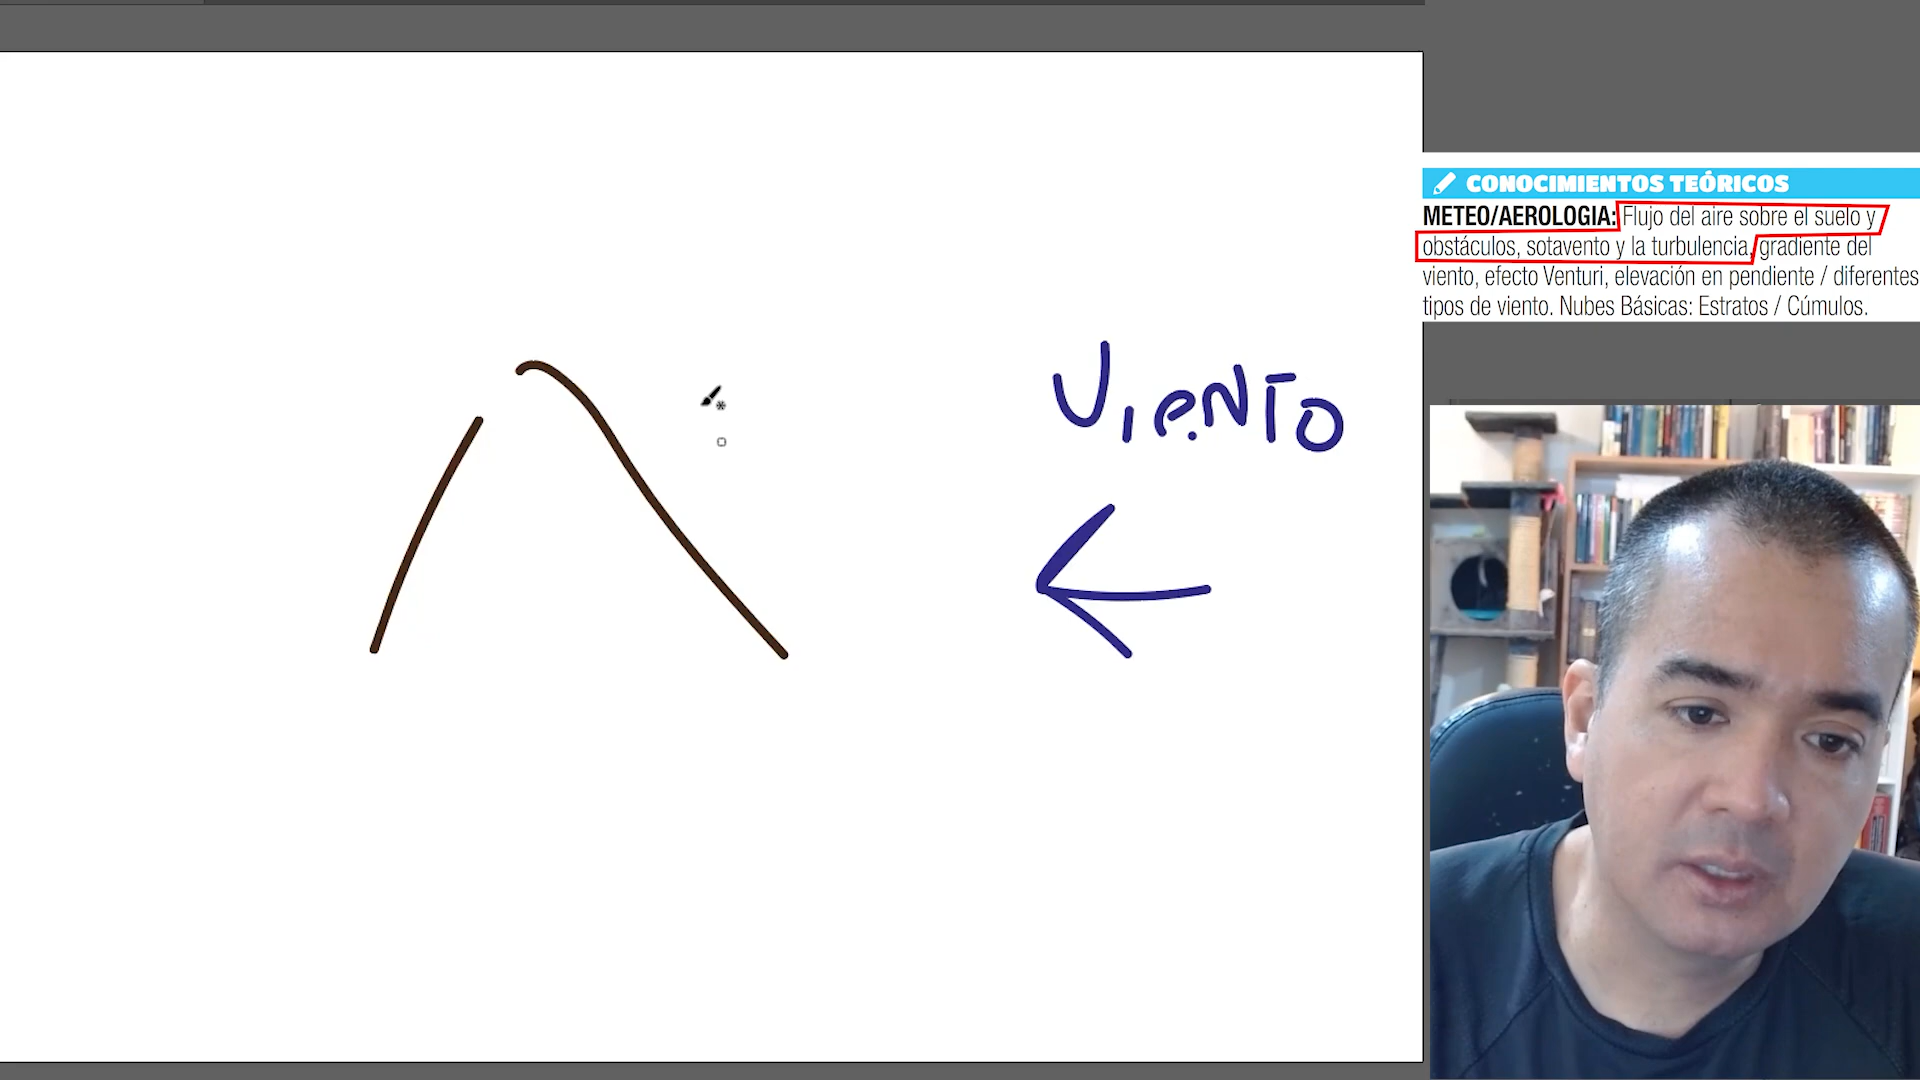 CONOCIMIENTOS TEÓRICOS
METEO/AEROLOGIA: Flujo del aire sobre el suelo y
obstáculos, sotavento y la turbulencia, gradiente del
viento, efecto Venturi, elevación en pendiente / diferentes
tipos de viento. Nubes Básicas: Estratos / Cúmulos.
VIENTO